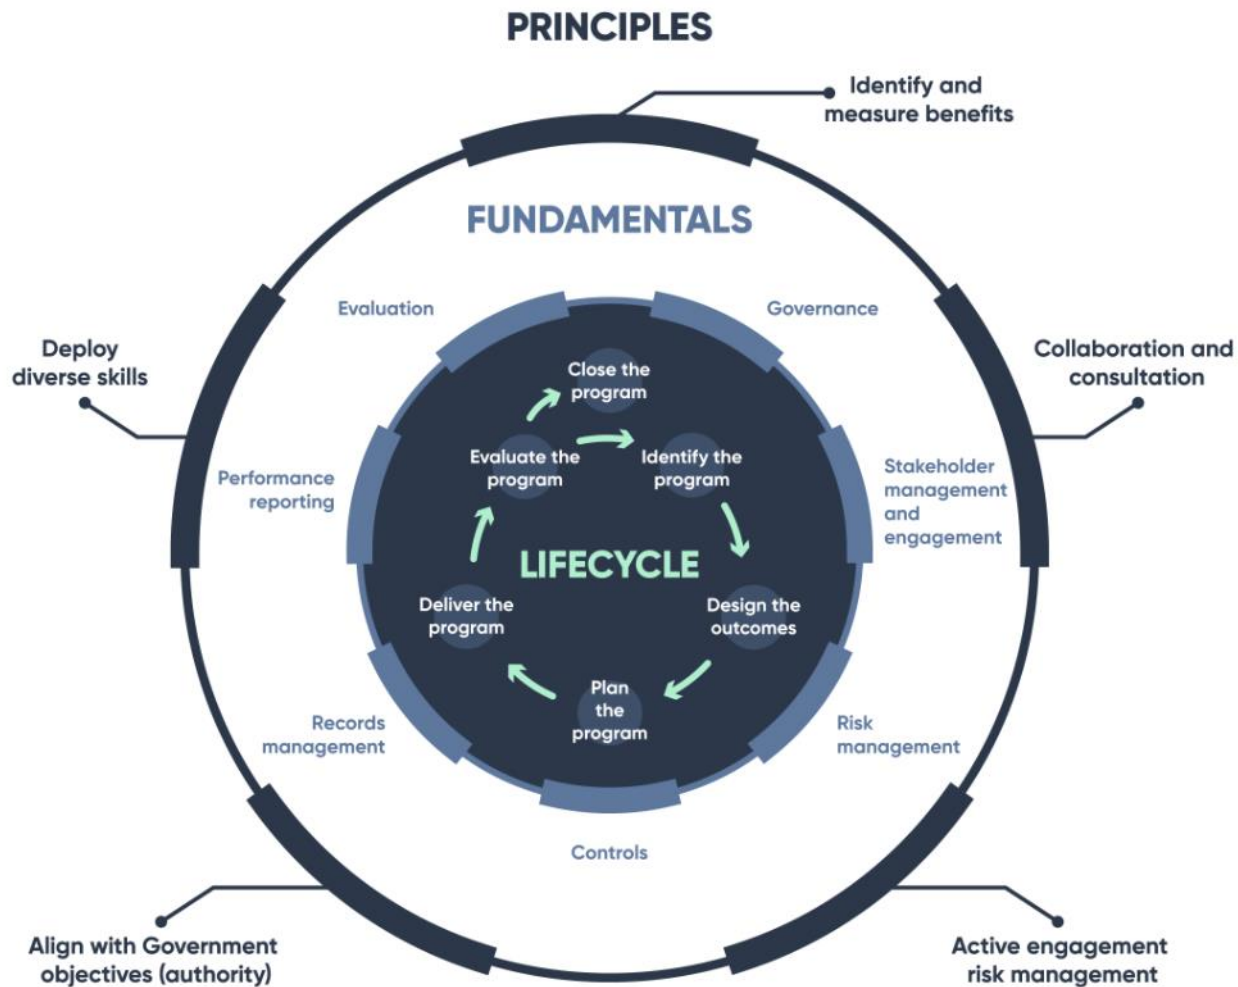 PRINCIPLES
Identify and
measure benefits
FUNDAMENTALS
Evaluation
Governance
Deploy
diverse skills
Collaboration and
consultation
Close the
program
Evaluate the
program
Identify the
program
Performance
reporting
Stakeholder
management
and
engagement
LIFECYCLE
Deliver the
program
Design the
outcomes
Plan
the
program
Records
management
Risk
management
Controls
Align with Government
objectives (authority)
Active engagement
risk management